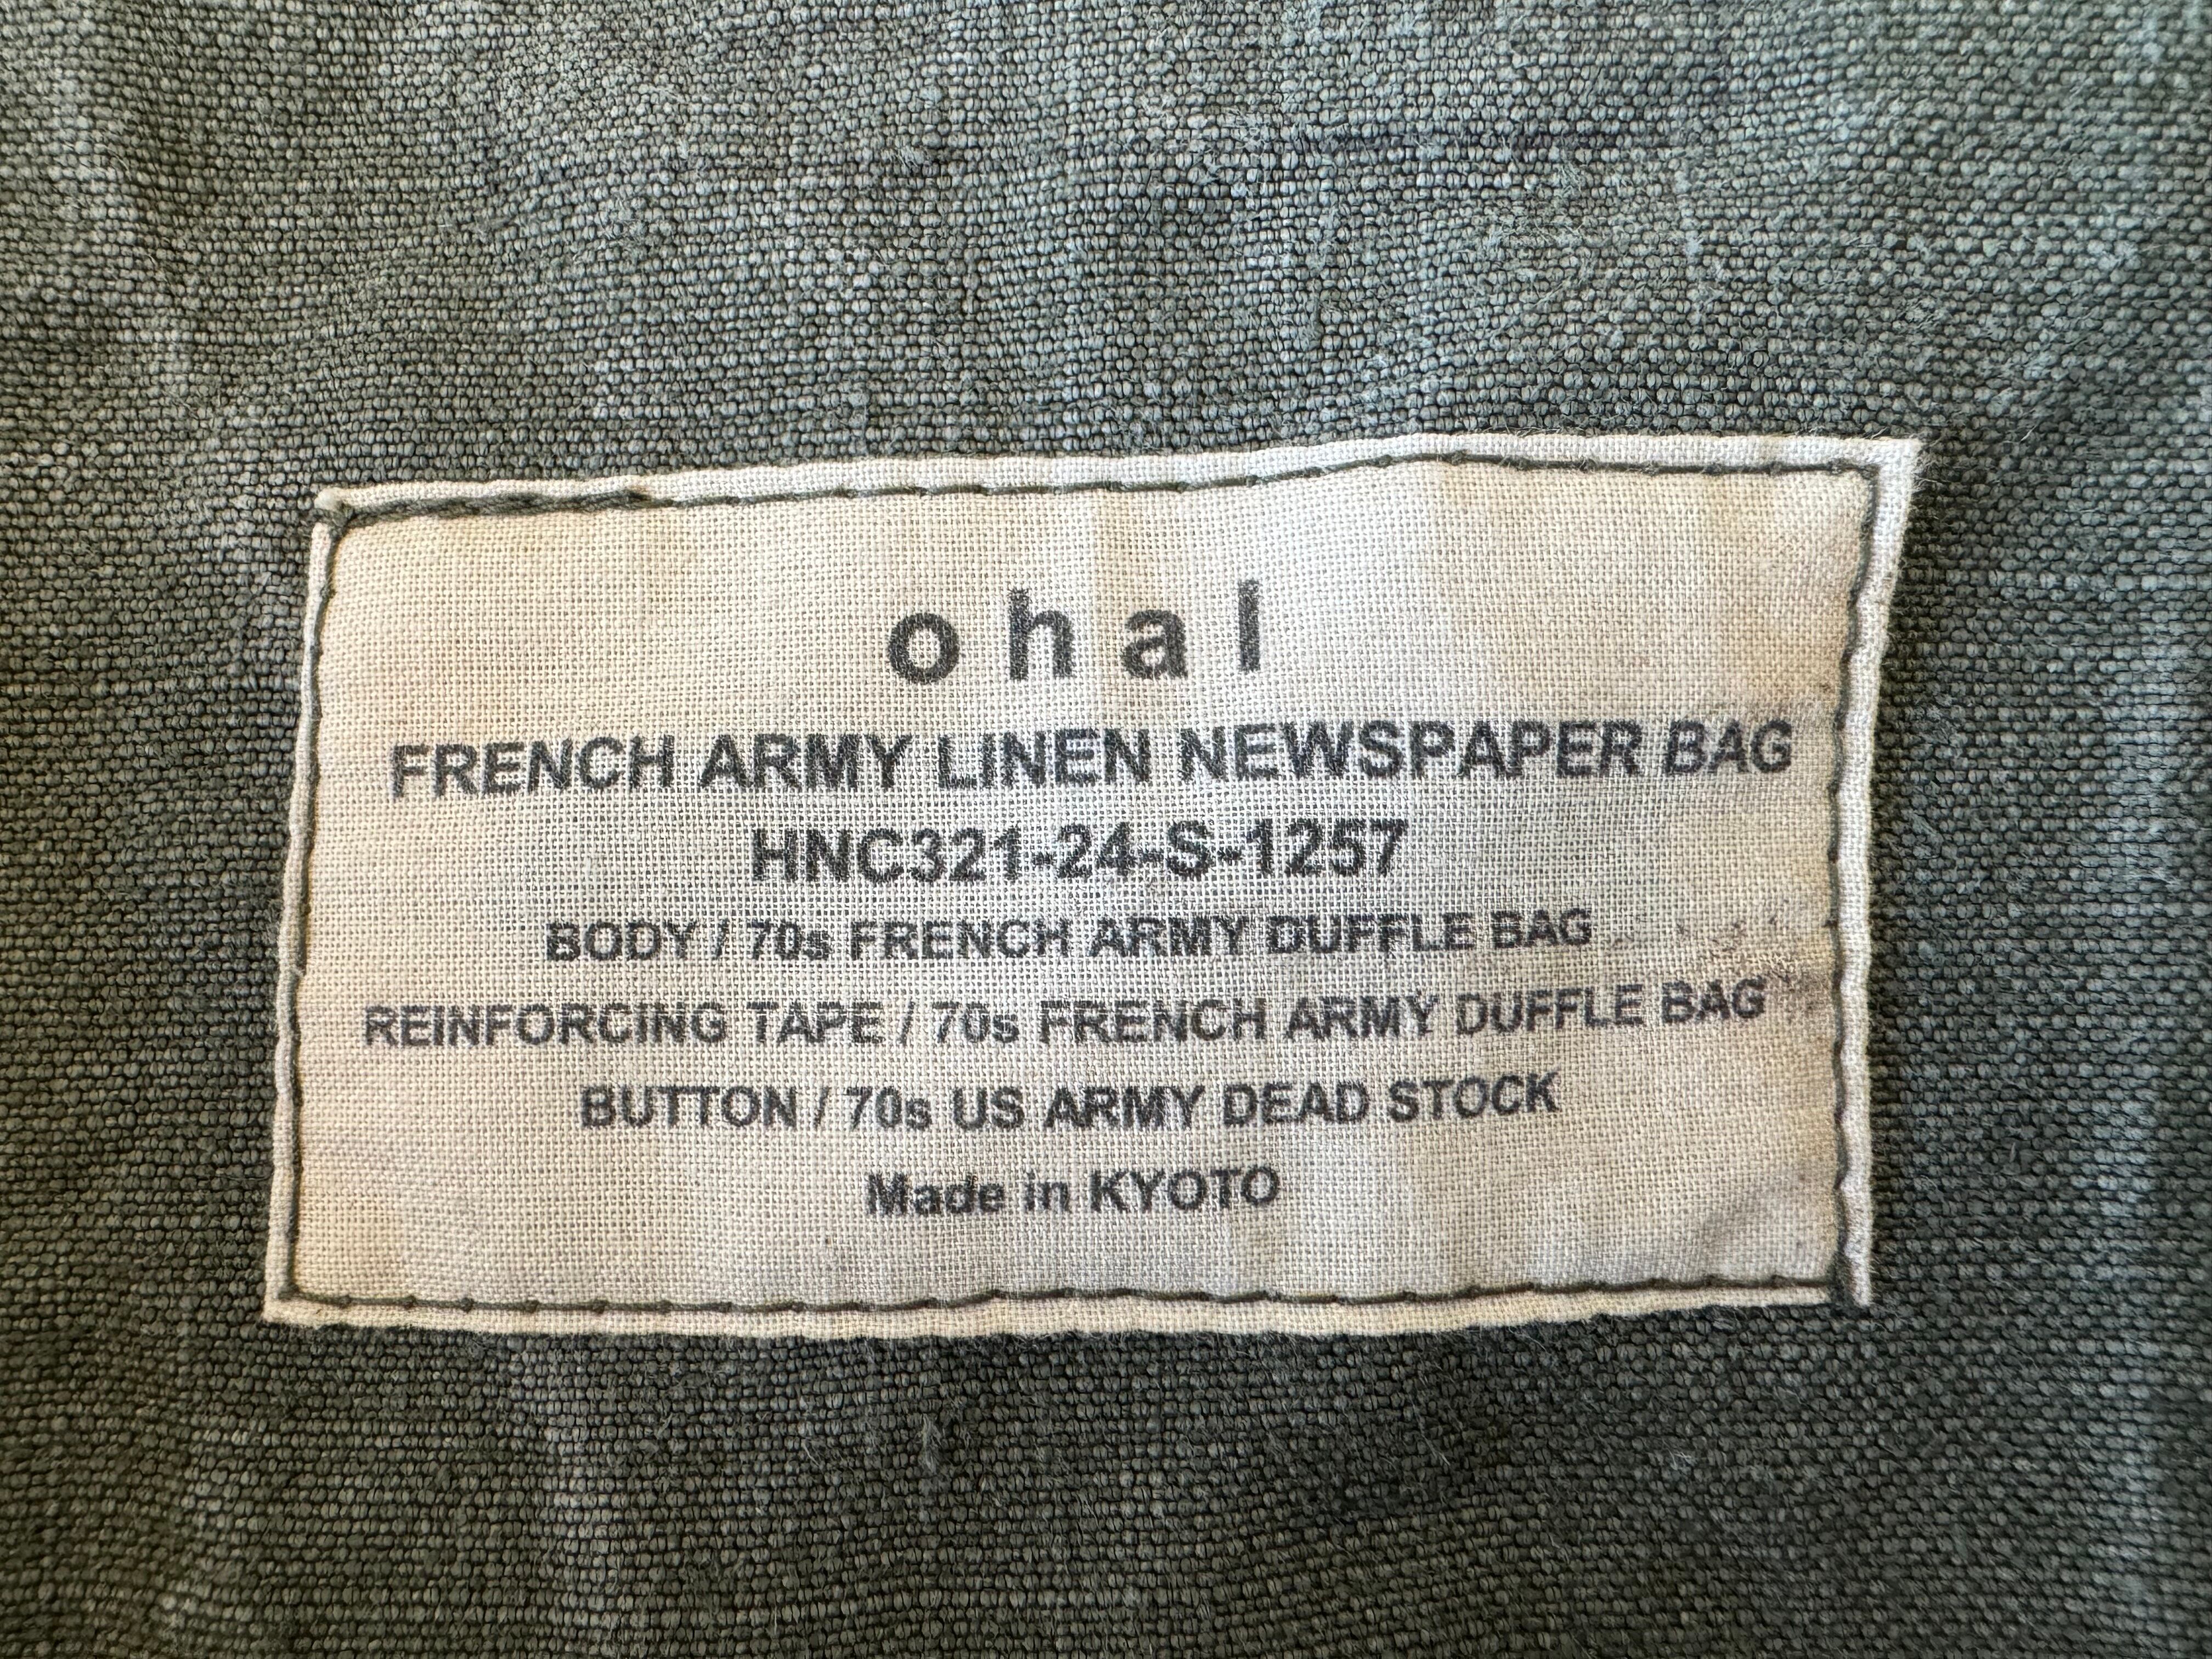 ohal
FRENCH ARMY LINEN NEWSPAPER BAG
HNC321-24-S-1257
BODY / 70s FRENCH ARMY DUFFLE BAG
REINFORCING TAPE / 70s FRENCH ARMY DUFFLE BAG
BUTTON / 70s US ARMY DEAD STOCK
Made in KYOTO